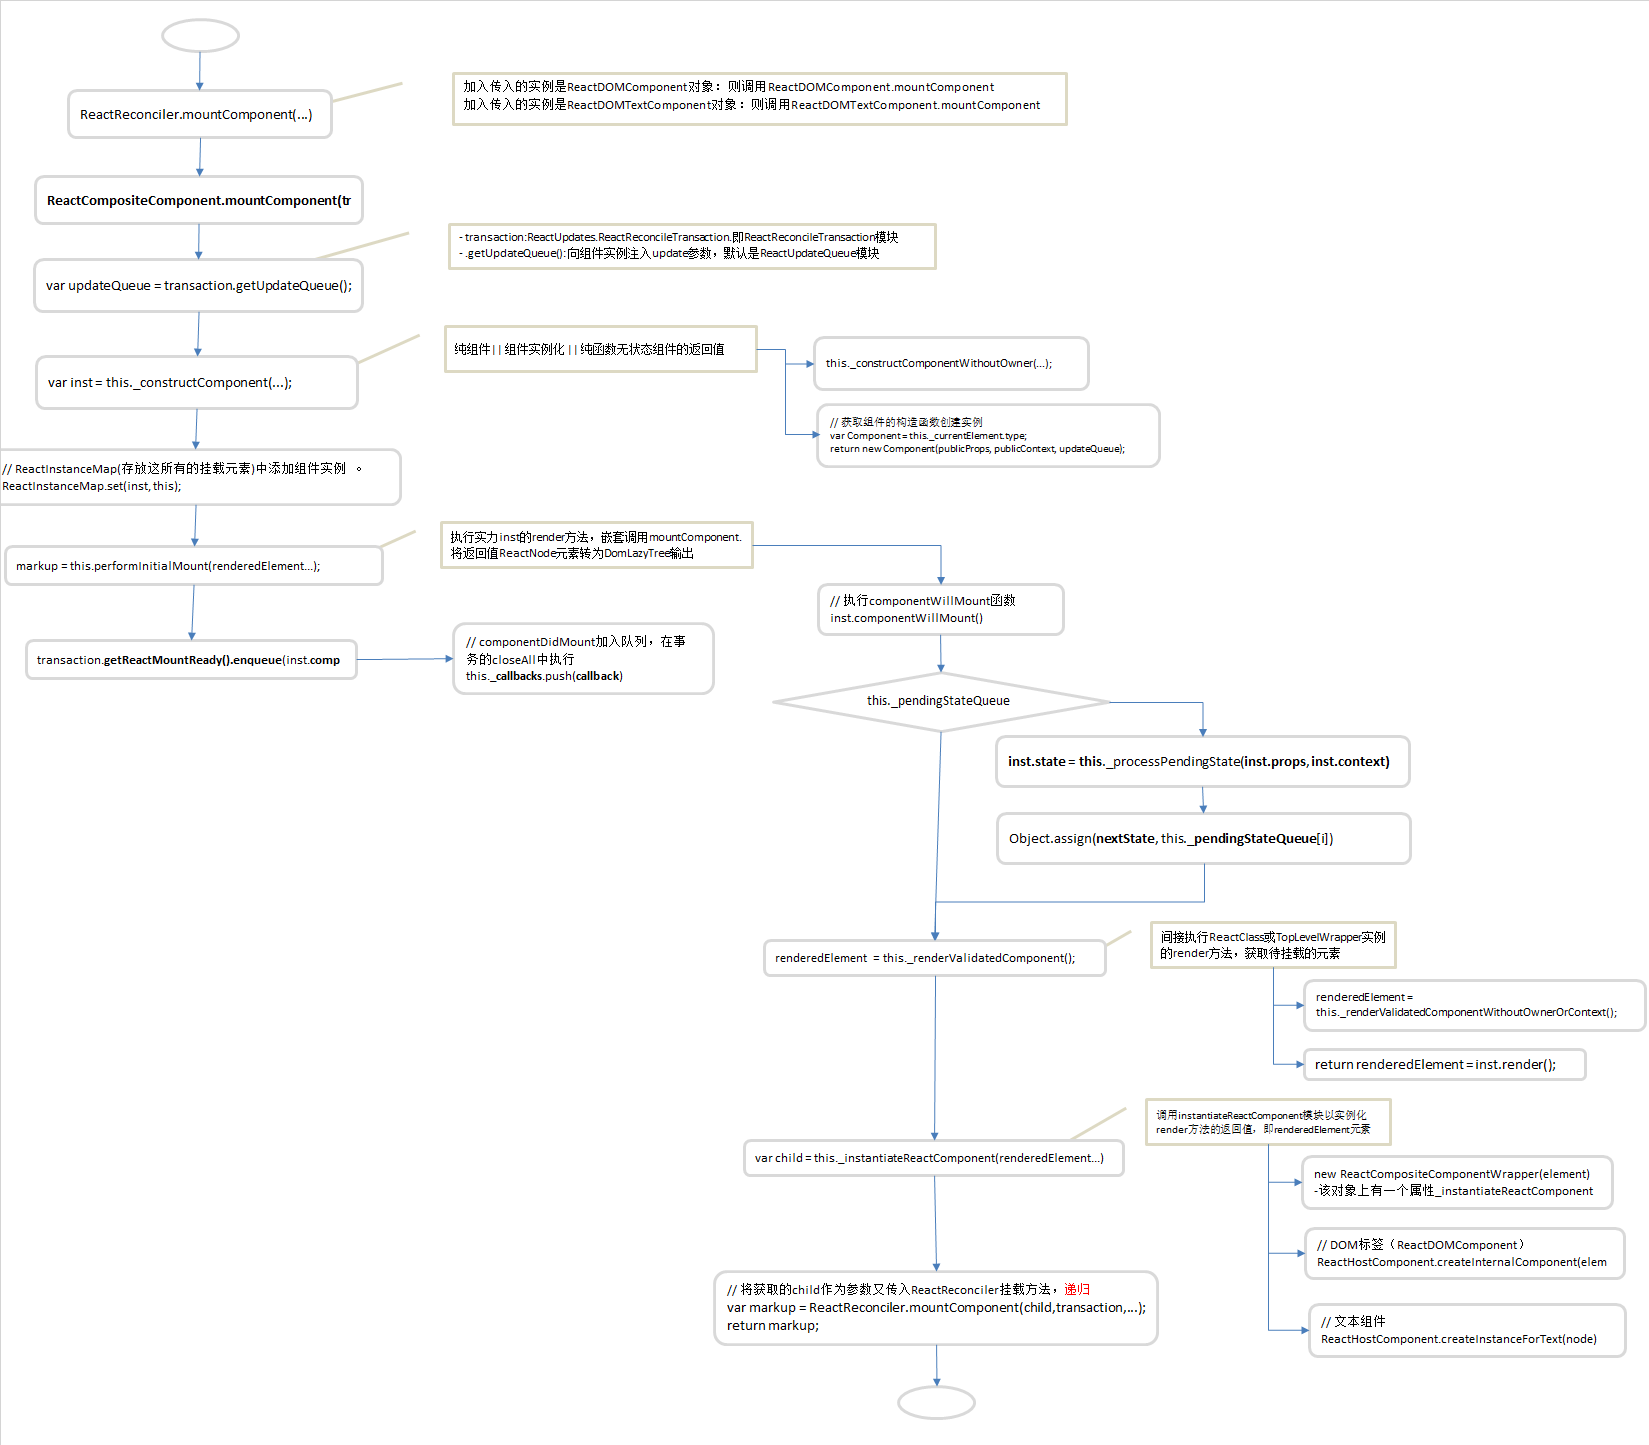 ReactReconciler.mountComponent(...)
加入传入的实例是ReactDOMComponent对象：则调用ReactDOMComponent.mountComponent
加入传入的实例是ReactDOMTextComponent对象：则调用ReactDOMTextComponent.mountComponent
ReactCompositeComponent.mountComponent(tr
- transaction:ReactUpdates.ReactReconcileTransaction.即ReactReconcileTransaction模块
- .getUpdateQueue():向组件实例注入update参数，默认是ReactUpdateQueue模块
var updateQueue = transaction.getUpdateQueue();
纯组件||组件实例化||纯函数无状态组件的返回值
this._constructComponentWithoutOwner(...);
var inst = this._constructComponent(...);
// 获取组件的构造函数创建实例
var Component = this._currentElement.type;
return new Component(publicProps, publicContext, updateQueue);
// ReactInstanceMap(存放这所有的挂载元素)中添加组件实例 。
ReactInstanceMap.set(inst, this);
执行实力inst的render方法，嵌套调用mountComponent.
将返回值ReactNode元素转为DomLazyTree输出
markup = this.performInitialMount(renderedElement...);
// 执行componentWillMount函数
inst.componentWillMount()
transaction.getReactMountReady().enqueue(inst.comp
// componentDidMount加入队列，在事
务的closeAll中执行
this._callbacks.push(callback)
this._pendingStateQueue
inst.state = this._processPendingState(inst.props, inst.context)
Object.assign(nextState, this._pendingStateQueue[i])
renderedElement = this._renderValidatedComponent();
间接执行ReactClass或TopLevelWrapper实例
的render方法，获取待挂载的元素
renderedElement =
this._renderValidatedComponentWithoutOwnerOrContext();
return renderedElement = inst.render();
调用instantiateReactComponent模块以实例化
render方法的返回值，即renderedElement元素
var child = this._instantiateReactComponent(renderedElement...)
new ReactCompositeComponentWrapper(element)
-该对象上有一个属性_instantiateReactComponent
// DOM标签（ReactDOMComponent）
ReactHostComponent.createInternalComponent(elem
// 将获取的child作为参数又传入ReactReconciler挂载方法，递归
var markup = ReactReconciler.mountComponent(child,transaction,...);
return markup;
// 文本组件
ReactHostComponent.createInstanceForText(node)